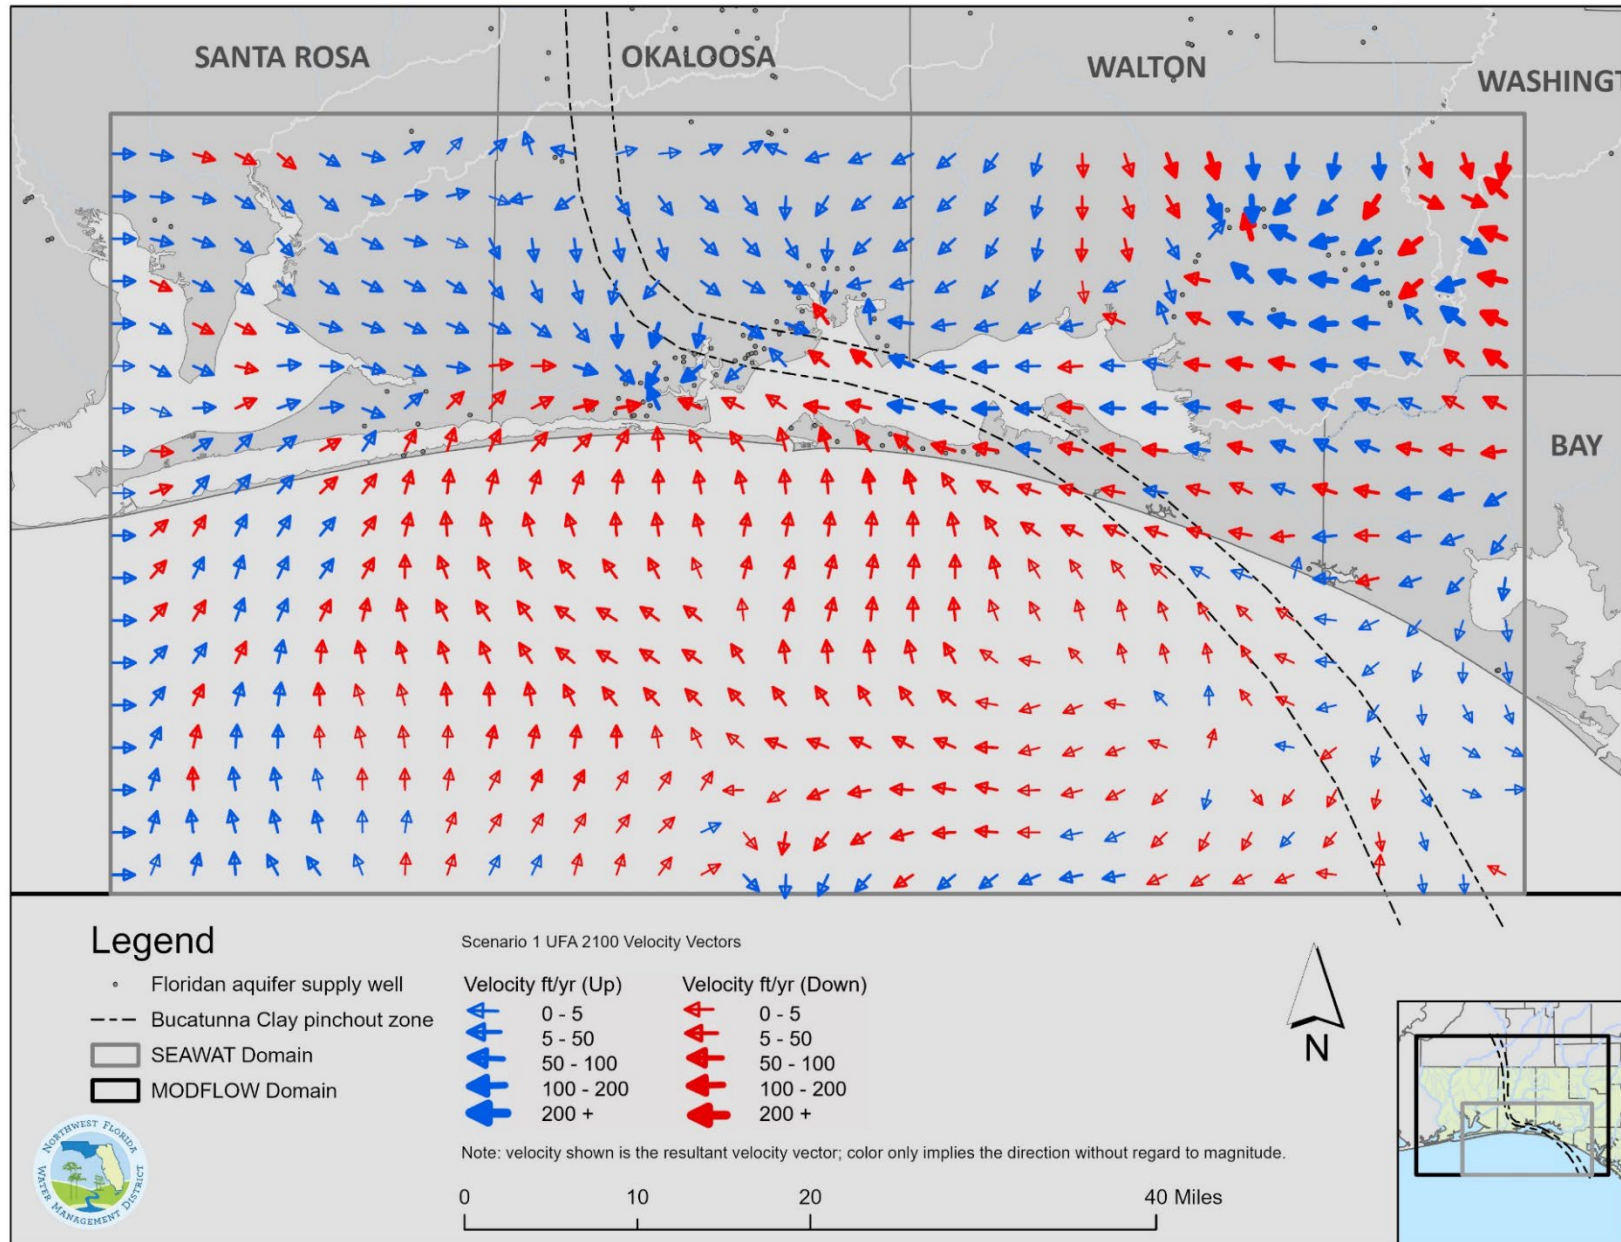 SANTA ROSA
OKALOOSA
WALTON
WASHINGT
BAY
Legend
Floridan aquifer supply well
Bucatunna Clay pinchout zone
SEAWAT Domain
MODFLOW Domain
Scenario 1 UFA 2100 Velocity Vectors
Velocity ft/yr (Up)
0 - 5
5 - 50
50 - 100
100 - 200
200 +
Velocity ft/yr (Down)
0 - 5
5 - 50
50 - 100
100 - 200
200 +
Note: velocity shown is the resultant velocity vector; color only implies the direction without regard to magnitude.
0 10 20 40 Miles
N
NORTHWEST FLORIDA
WATER MANAGEMENT DISTRICT